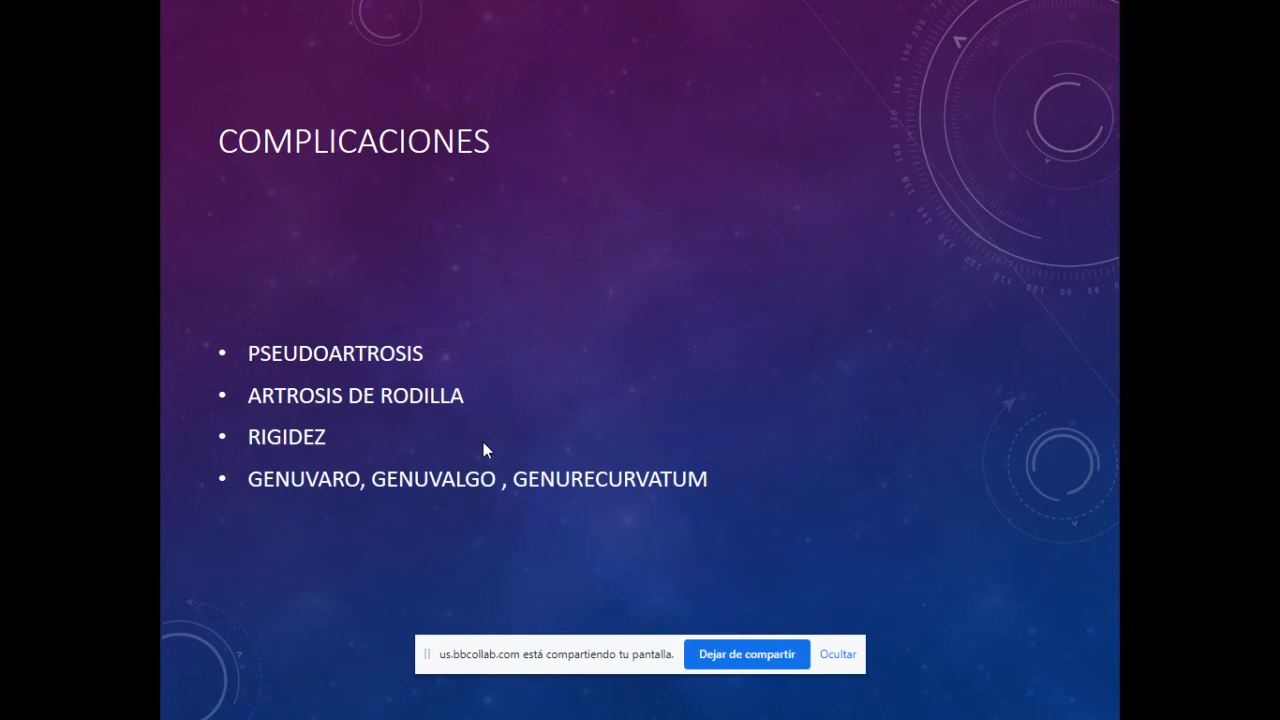 COMPLICACIONES
• PSEUDOARTROSIS
• ARTROSIS DE RODILLA
• RIGIDEZ
• GENUVARO, GENUVALGO , GENURECURVATUM
us.bbcollab.com está compartiendo tu pantalla. Dejar de compartir Ocultar